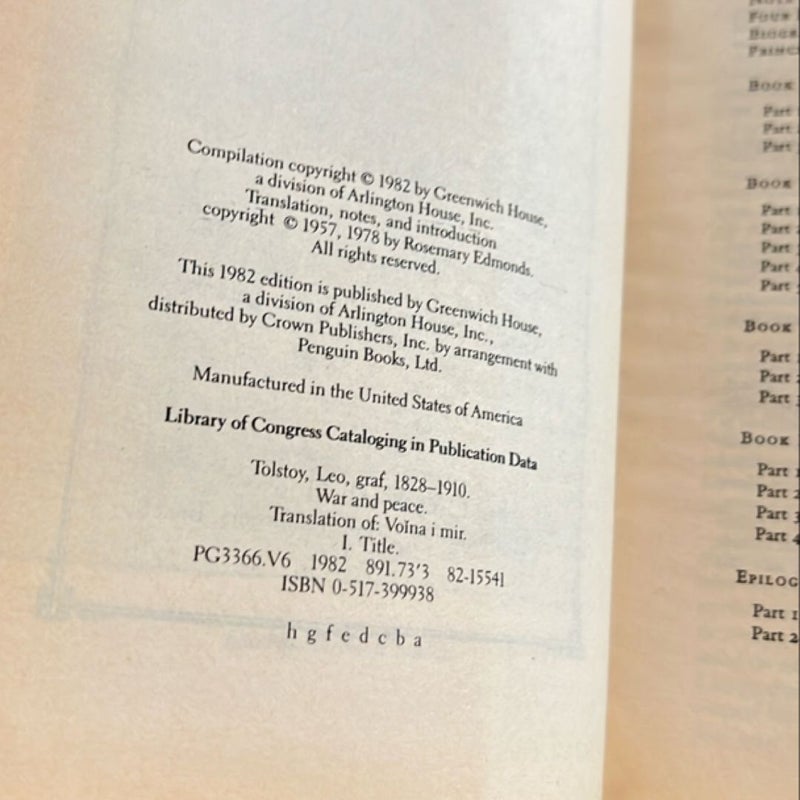 Compilation copyright © 1982 by Greenwich House,
a division of Arlington House, Inc.
Translation, notes, and introduction
copyright © 1957, 1978 by Rosemary Edmonds.
All rights reserved.
This 1982 edition is published by Greenwich House,
a division of Arlington House, Inc.,
distributed by Crown Publishers, Inc. by arrangement with
Penguin Books, Ltd.
Manufactured in the United States of America
Library of Congress Cataloging in Publication Data
Tolstoy, Leo, graf, 1828–1910.
War and peace.
Translation of: Voĭna i mir.
I. Title.
PG3366.V6 1982 891.73'3 82-15541
ISBN 0-517-399938
h g f e d c b a
Book
Part
Part
Part
Book
Part
Part
Part
Part
Part
Book
Part
Part
Part
Book
Part 1
Part 2
Part 3
Part 4
Part 1
Part 2